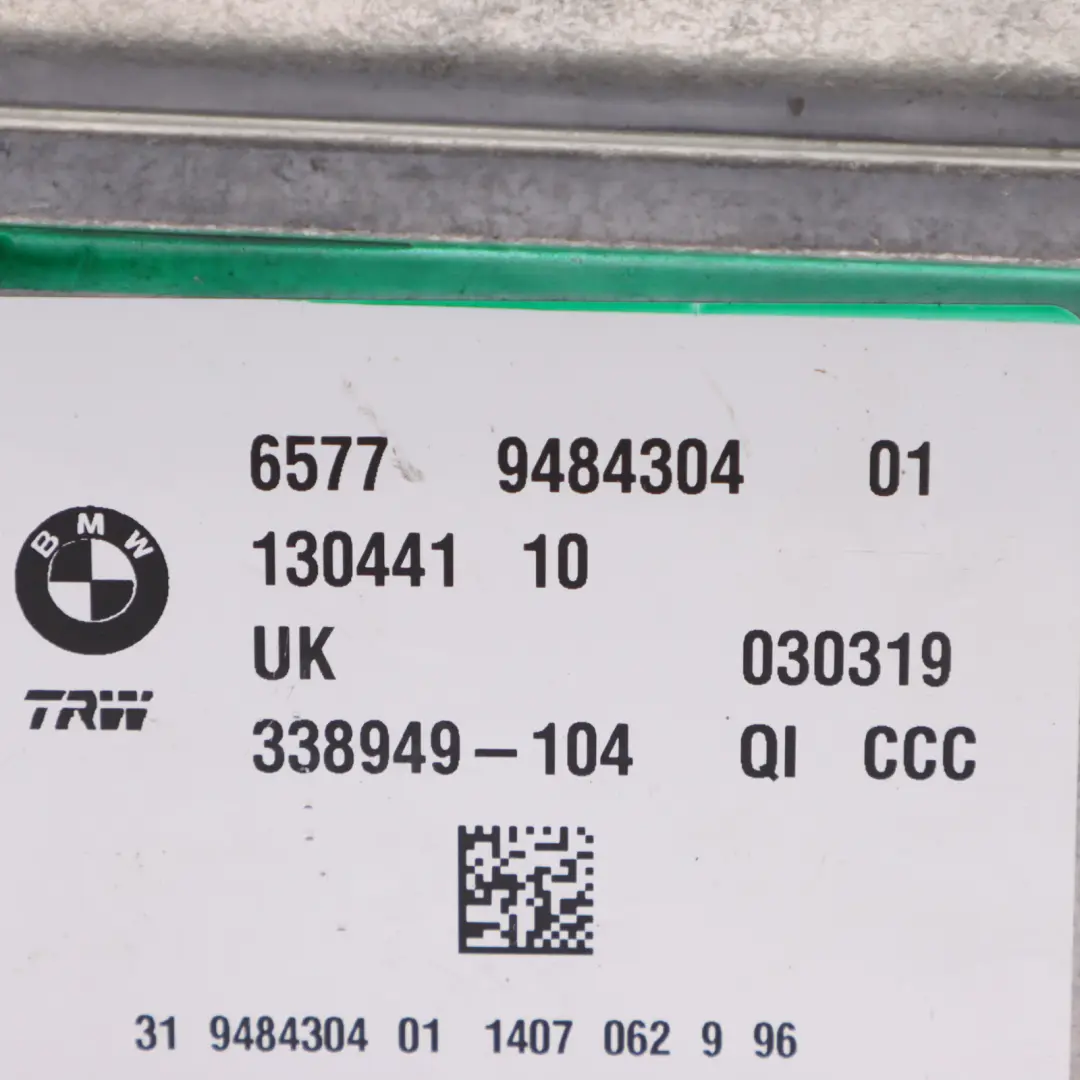 6577 9484304 01
130441 10
BMW
UK 030319
TRW
338949-104 QI CCC
31 9484304 01 1407 062 9 96